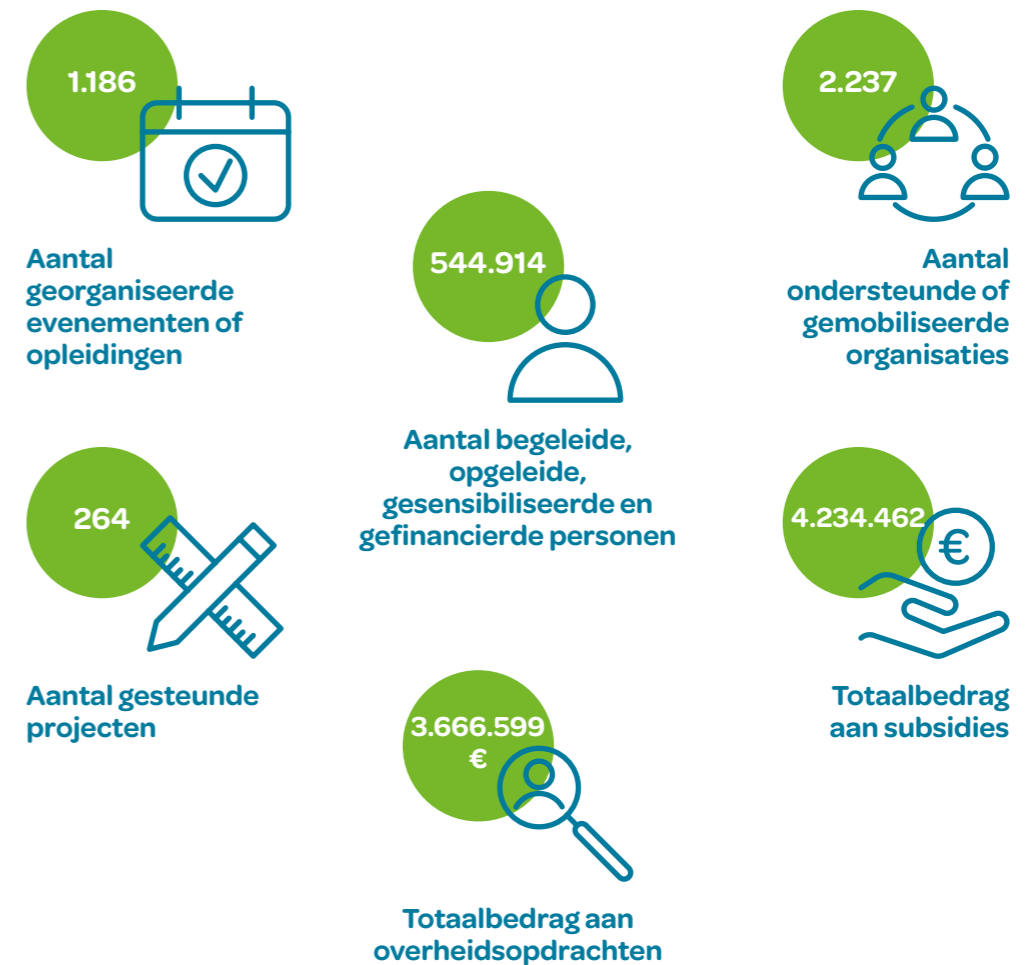 1.186
Aantal
georganiseerde
evenementen of
opleidingen
544.914
Aantal begeleide,
opgeleide,
gesensibiliseerde en
gefinancierde personen
2.237
Aantal
ondersteunde of
gemobiliseerde
organisaties
264
Aantal gesteunde
projecten
3.666.599
€
Totaalbedrag aan
overheidsopdrachten
4.234.462
€
Totaalbedrag
aan subsidies